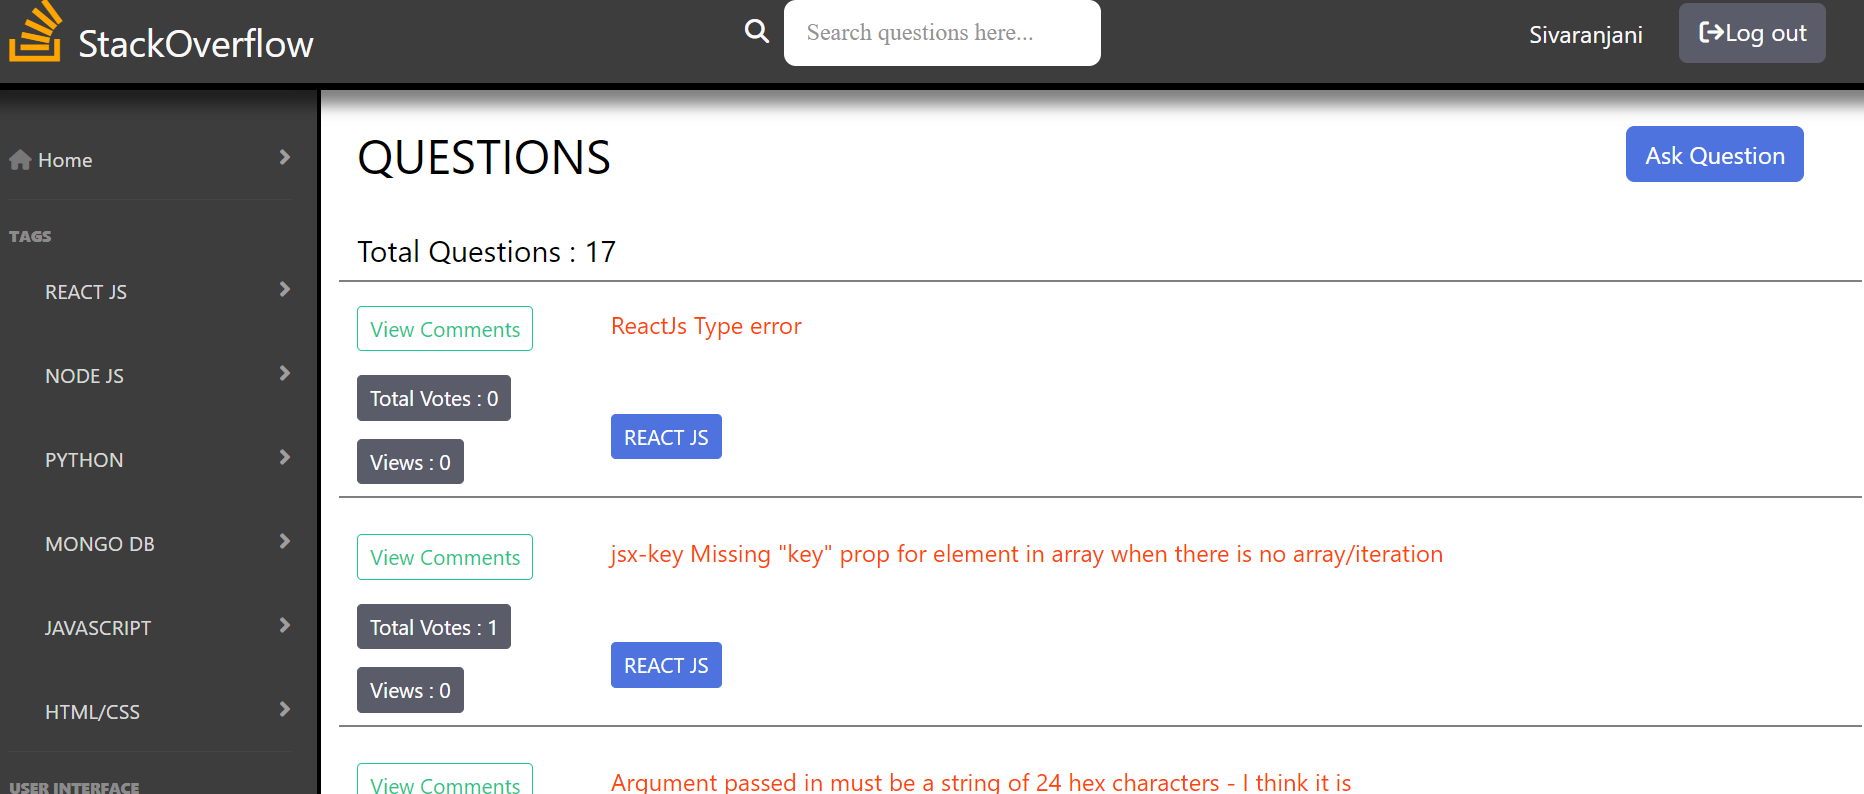 StackOverflow
Search questions here...
Sivaranjani
Log out
Home
TAGS
REACT JS
NODE JS
PYTHON
MONGO DB
JAVASCRIPT
HTML/CSS
USER INTERFACE
QUESTIONS
Ask Question
Total Questions : 17
View Comments
ReactJs Type error
Total Votes : 0
REACT JS
Views : 0
View Comments
jsx-key Missing "key" prop for element in array when there is no array/iteration
Total Votes : 1
REACT JS
Views : 0
View Comments
Argument passed in must be a string of 24 hex characters - I think it is